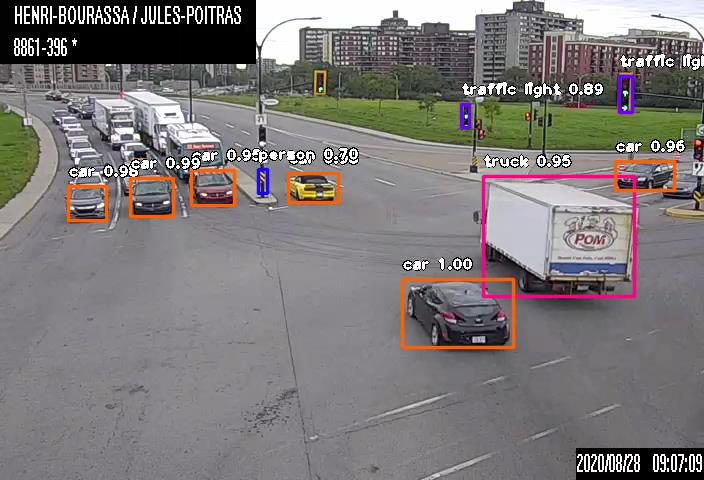 HENRI-BOURASSA / JULES-POITRAS
8861-396 *
traffic ligh
traffic light 0.89
car 0.96
car 0.99
car 0.95
person 0.70
truck 0.95
car 0.96
POM
car 1.00
2020/08/28 09:07:09